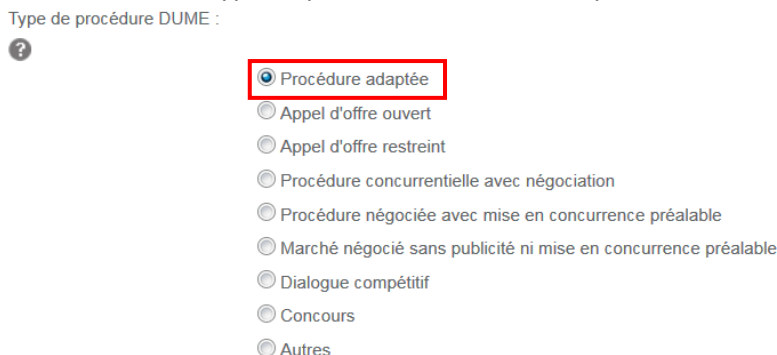 Type de procédure DUME :
?
Procédure adaptée
Appel d'offre ouvert
Appel d'offre restreint
Procédure concurrentielle avec négociation
Procédure négociée avec mise en concurrence préalable
Marché négocié sans publicité ni mise en concurrence préalable
Dialogue compétitif
Concours
Autres